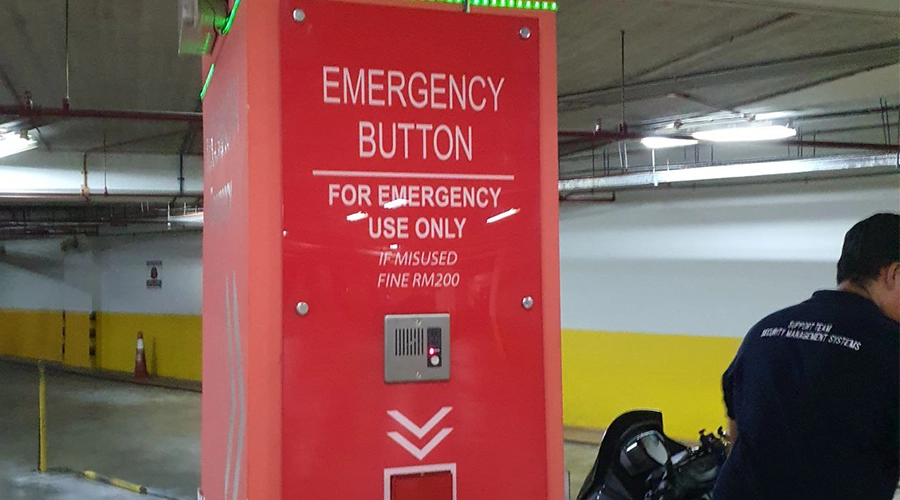 EMERGENCY
BUTTON
FOR EMERGENCY
USE ONLY
IF MISUSED
FINE RM200
SUPPORT TEAM
SECURITY MANAGEMENT SYSTEMS